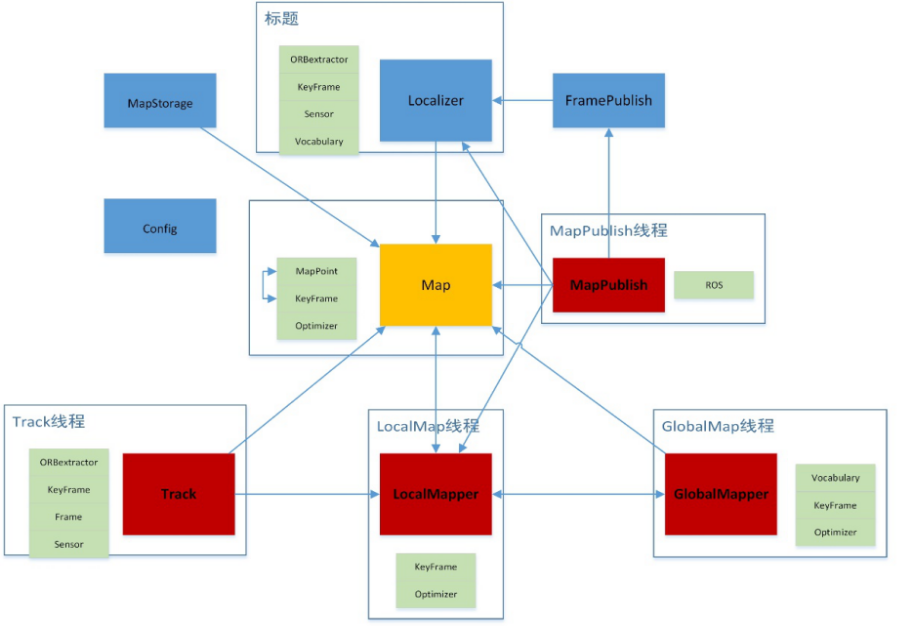 标题
ORBextractor
KeyFrame
Sensor
Vocabulary
Localizer
MapStorage
FramePublish
Config
MapPoint
KeyFrame
Optimizer
Map
MapPublish线程
MapPublish
ROS
Track线程
ORBextractor
KeyFrame
Frame
Sensor
Track
LocalMap线程
LocalMapper
KeyFrame
Optimizer
GlobalMap线程
GlobalMapper
Vocabulary
KeyFrame
Optimizer